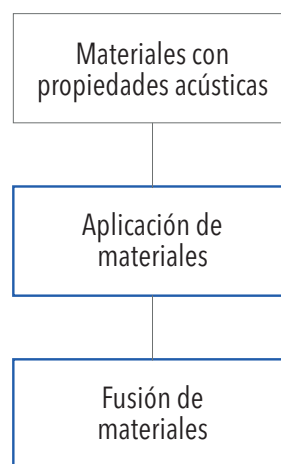 Materiales con
propiedades acústicas
Aplicación de
materiales
Fusión de
materiales